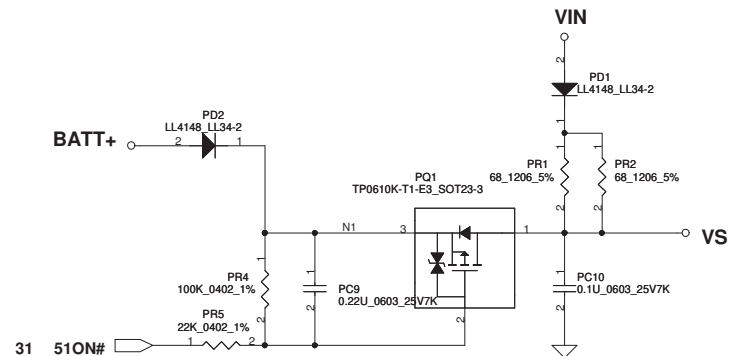 VIN
2
PD1
LL4148_LL34-2
1
PD2
LL4148_LL34-2
BATT+
2
1
1
1
PR1
68_1206_5%
PR2
68_1206_5%
2
2
PQ1
TP0610K-T1-E3_SOT23-3
N1
3
1
VS
1
PR4
100K_0402_1%
2
1
PC9
0.22U_0603_25V7K
2
1
PC10
0.1U_0603_25V7K
2
2
PR5
22K_0402_1%
31
51ON#
1
2